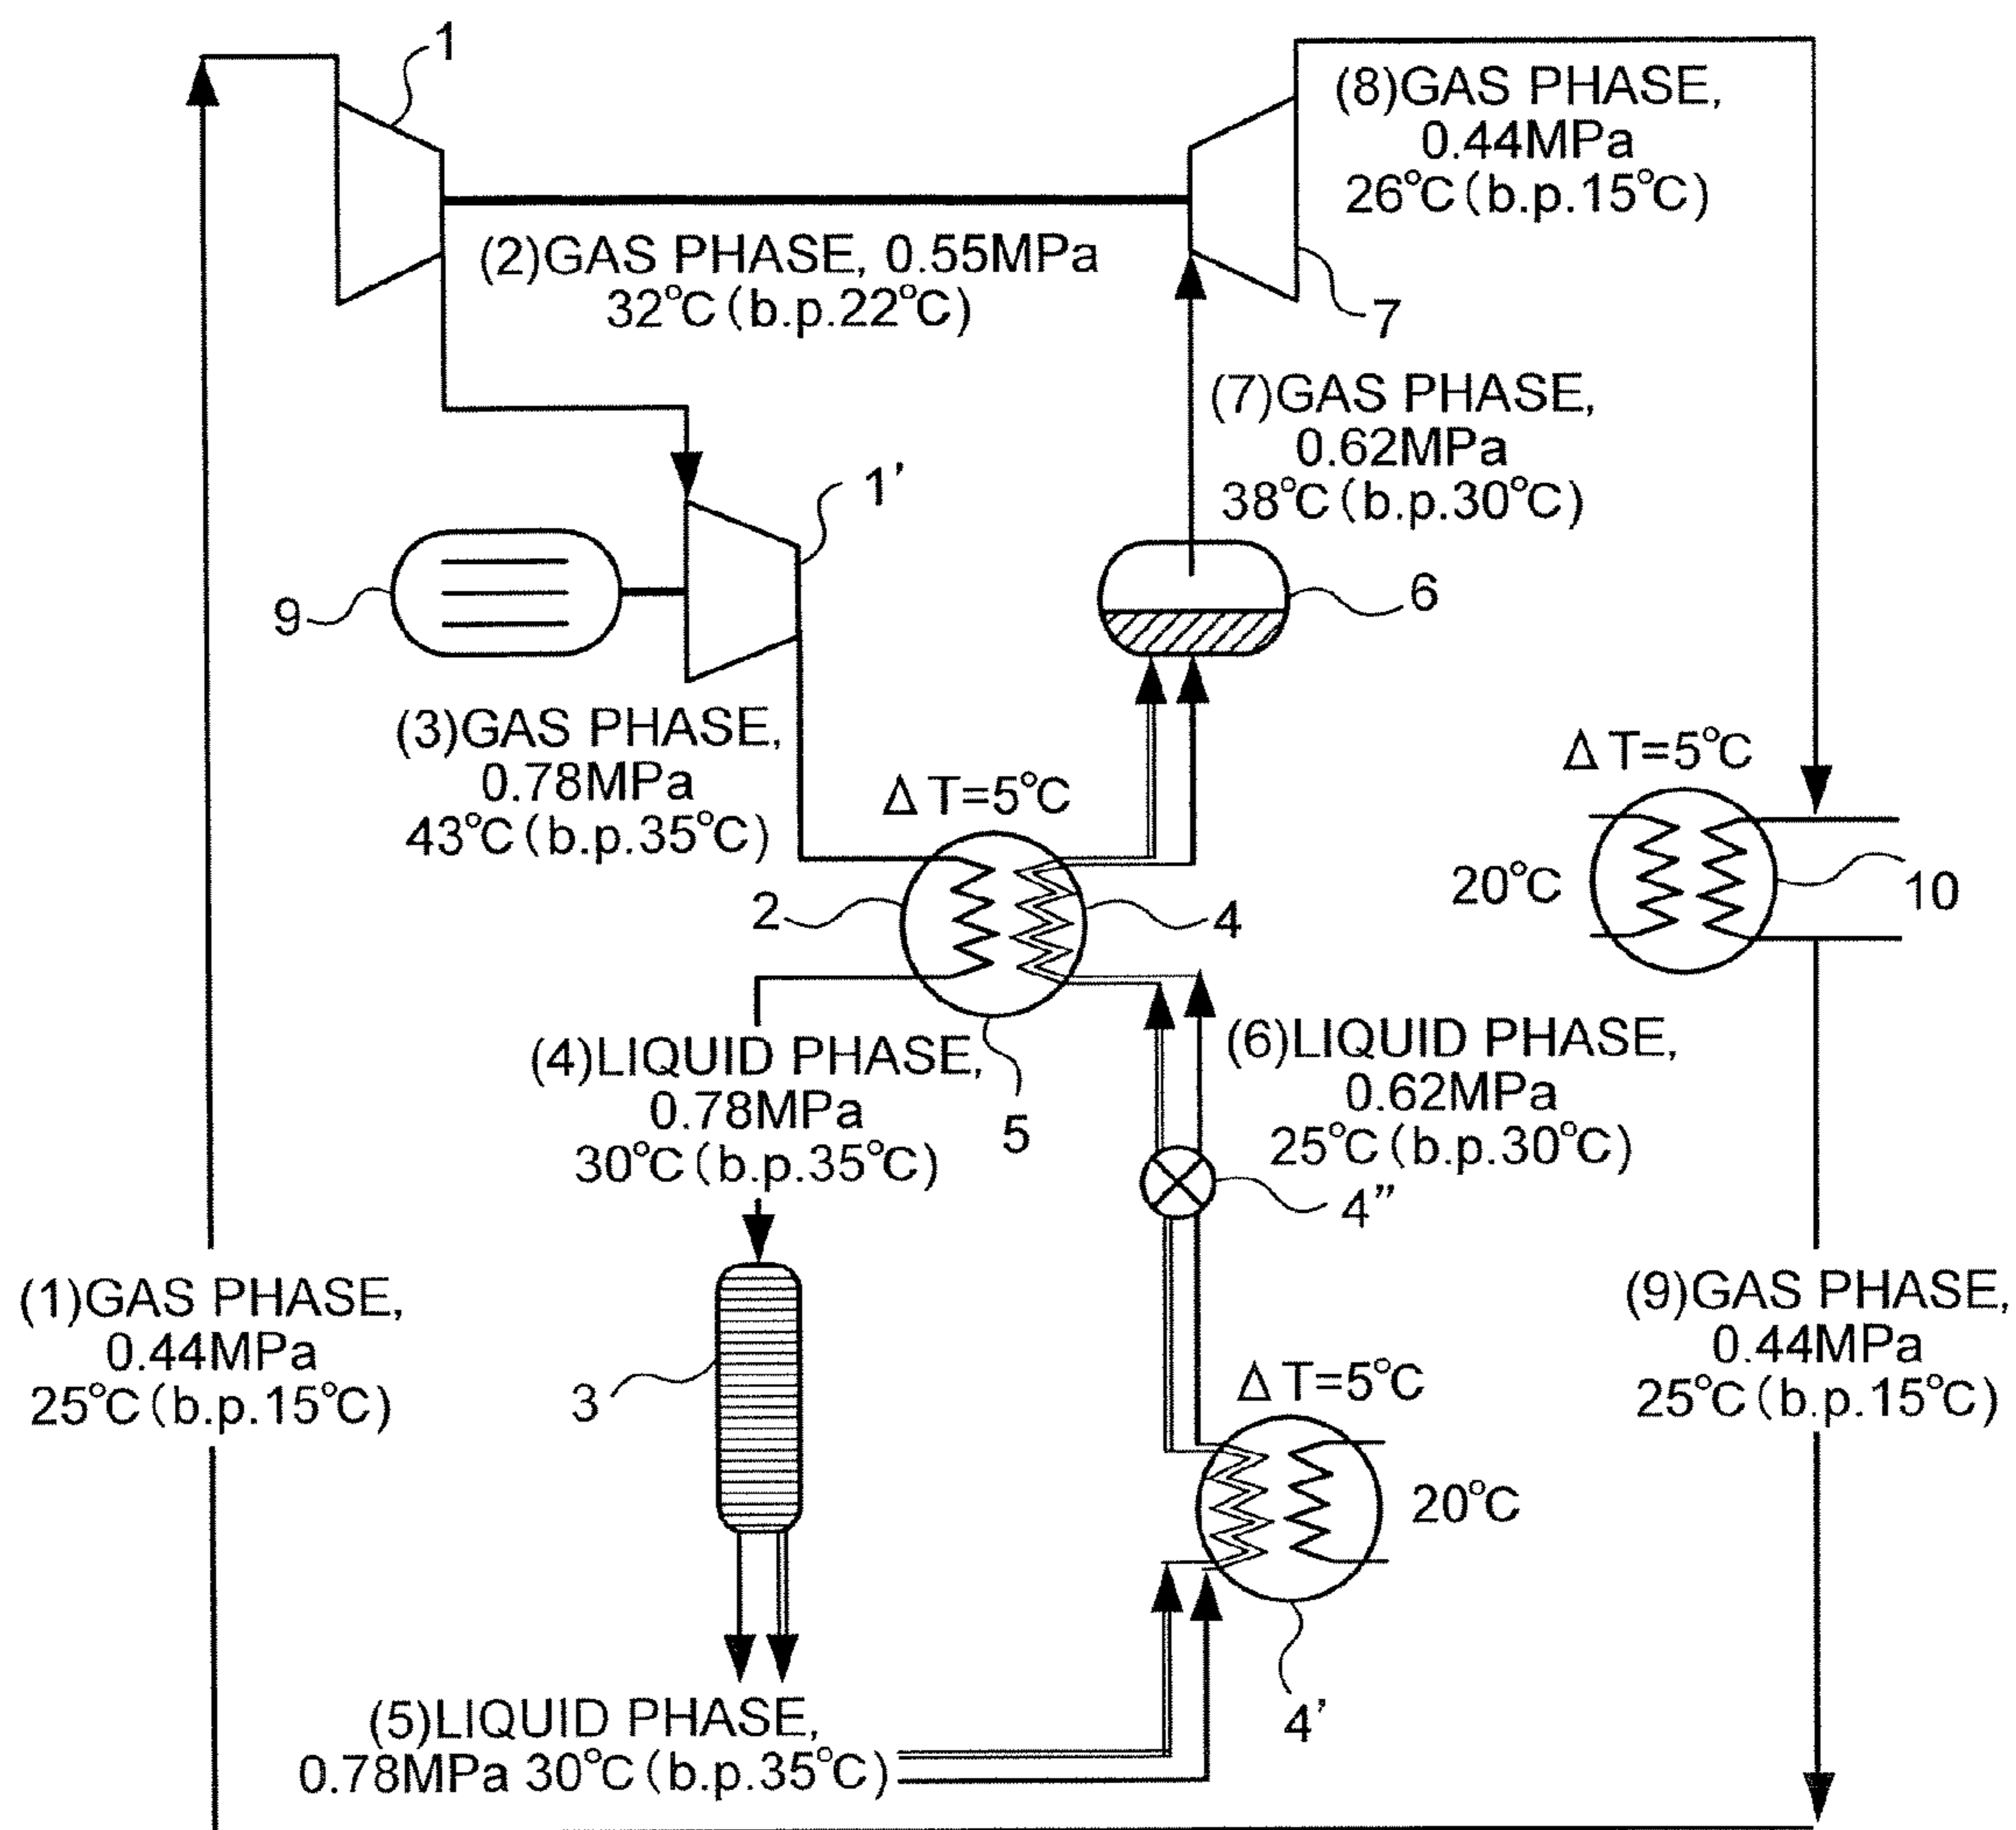 1
(8)GAS PHASE,
0.44MPa
26℃(b.p.15℃)
(2)GAS PHASE, 0.55MPa
32℃(b.p.22℃)
7
(7)GAS PHASE,
0.62MPa
38℃(b.p.30℃)
1’
9
6
(3)GAS PHASE,
0.78MPa
43℃(b.p.35℃)
ΔT=5℃
ΔT=5℃
20℃
10
2
4
(4)LIQUID PHASE,
0.78MPa
30℃(b.p.35℃)
5
(6)LIQUID PHASE,
0.62MPa
25℃(b.p.30℃)
4”
(1)GAS PHASE,
0.44MPa
25℃(b.p.15℃)
3
(9)GAS PHASE,
0.44MPa
25℃(b.p.15℃)
ΔT=5℃
20℃
4’
(5)LIQUID PHASE,
0.78MPa 30℃(b.p.35℃)